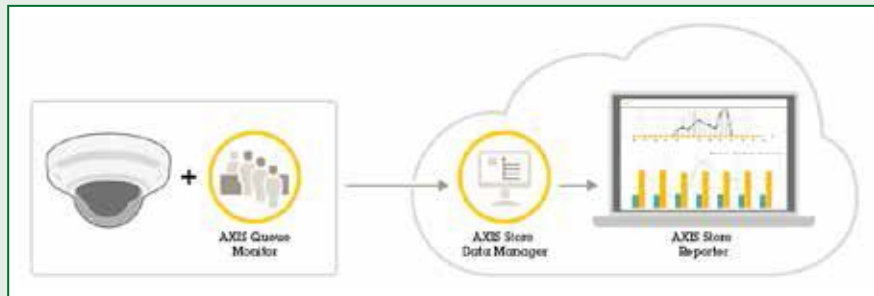 AXIS Queue
Monitor
AXIS Store
Data Manager
AXIS Store
Reporter